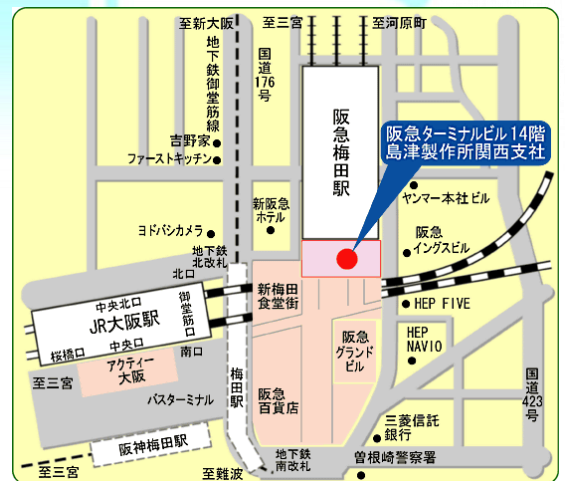 至新大阪
至三宮
至河原町
地下鉄御堂筋線
国道
176
号
阪急梅田駅
阪急ターミナルビル14階
島津製作所関西支社
吉野家
ファーストキッチン
新阪急
ホテル
ヤンマー本社ビル
ヨドバシカメラ
阪急
イングスビル
地下鉄
北改札
北口
新梅田
食堂街
中央北口
御堂筋口
JR大阪駅
HEP FIVE
桜橋口
中央口
南口
阪急
グランド
ビル
HEP
NAVIO
アクティー
大阪
至三宮
梅田駅
国道
423
号
バスターミナル
阪急
百貨店
三菱信託
銀行
阪神梅田駅
地下鉄
南改札
曽根崎警察署
至三宮
至難波